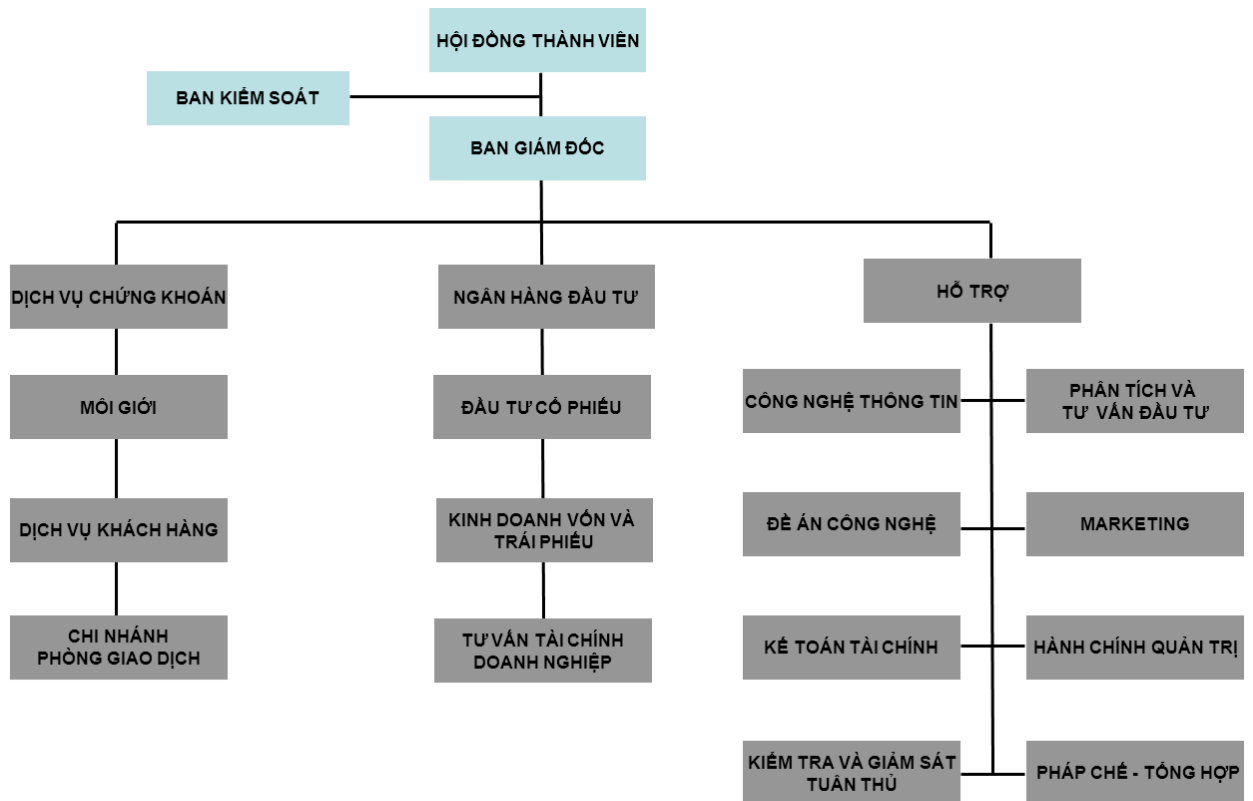 HỘI ĐỒNG THÀNH VIÊN
BAN KIỂM SOÁT
BAN GIÁM ĐỐC
DỊCH VỤ CHỨNG KHOÁN
MÔI GIỚI
DỊCH VỤ KHÁCH HÀNG
CHI NHÁNH
PHÒNG GIAO DỊCH
NGÂN HÀNG ĐẦU TƯ
ĐẦU TƯ CỔ PHIẾU
KINH DOANH VỐN VÀ
TRÁI PHIẾU
TƯ VẤN TÀI CHÍNH
DOANH NGHIỆP
HỖ TRỢ
CÔNG NGHỆ THÔNG TIN
PHÂN TÍCH VÀ
TƯ VẤN ĐẦU TƯ
ĐỀ ÁN CÔNG NGHỆ
MARKETING
KẾ TOÁN TÀI CHÍNH
HÀNH CHÍNH QUẢN TRỊ
KIỂM TRA VÀ GIẢM SÁT
TUÂN THỦ
PHÁP CHẾ - TỔNG HỢP